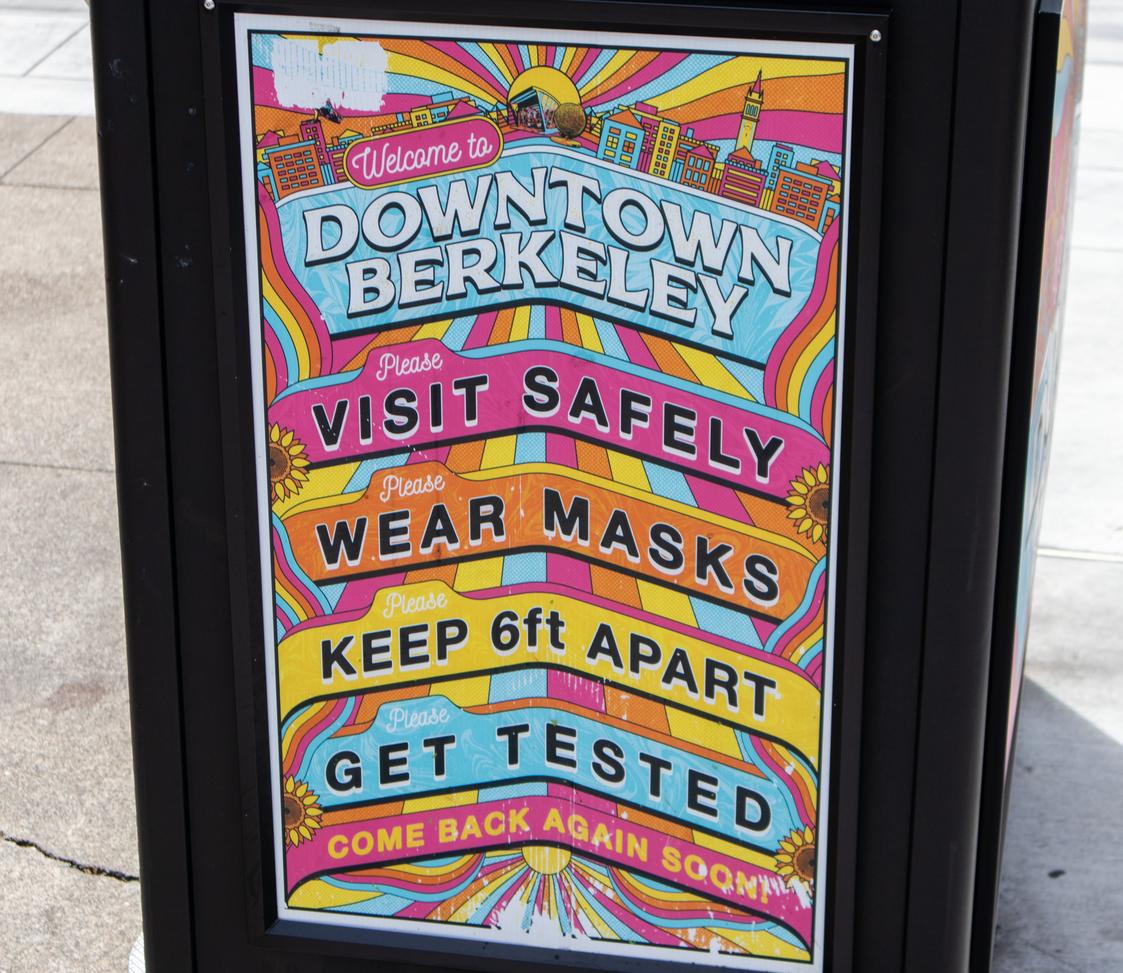 Welcome to
DOWNTOWN
BERKELEY
Please
VISIT SAFELY
Please
WEAR MASKS
Please
KEEP 6ft APART
Please
GET TESTED
COME BACK AGAIN SOON!